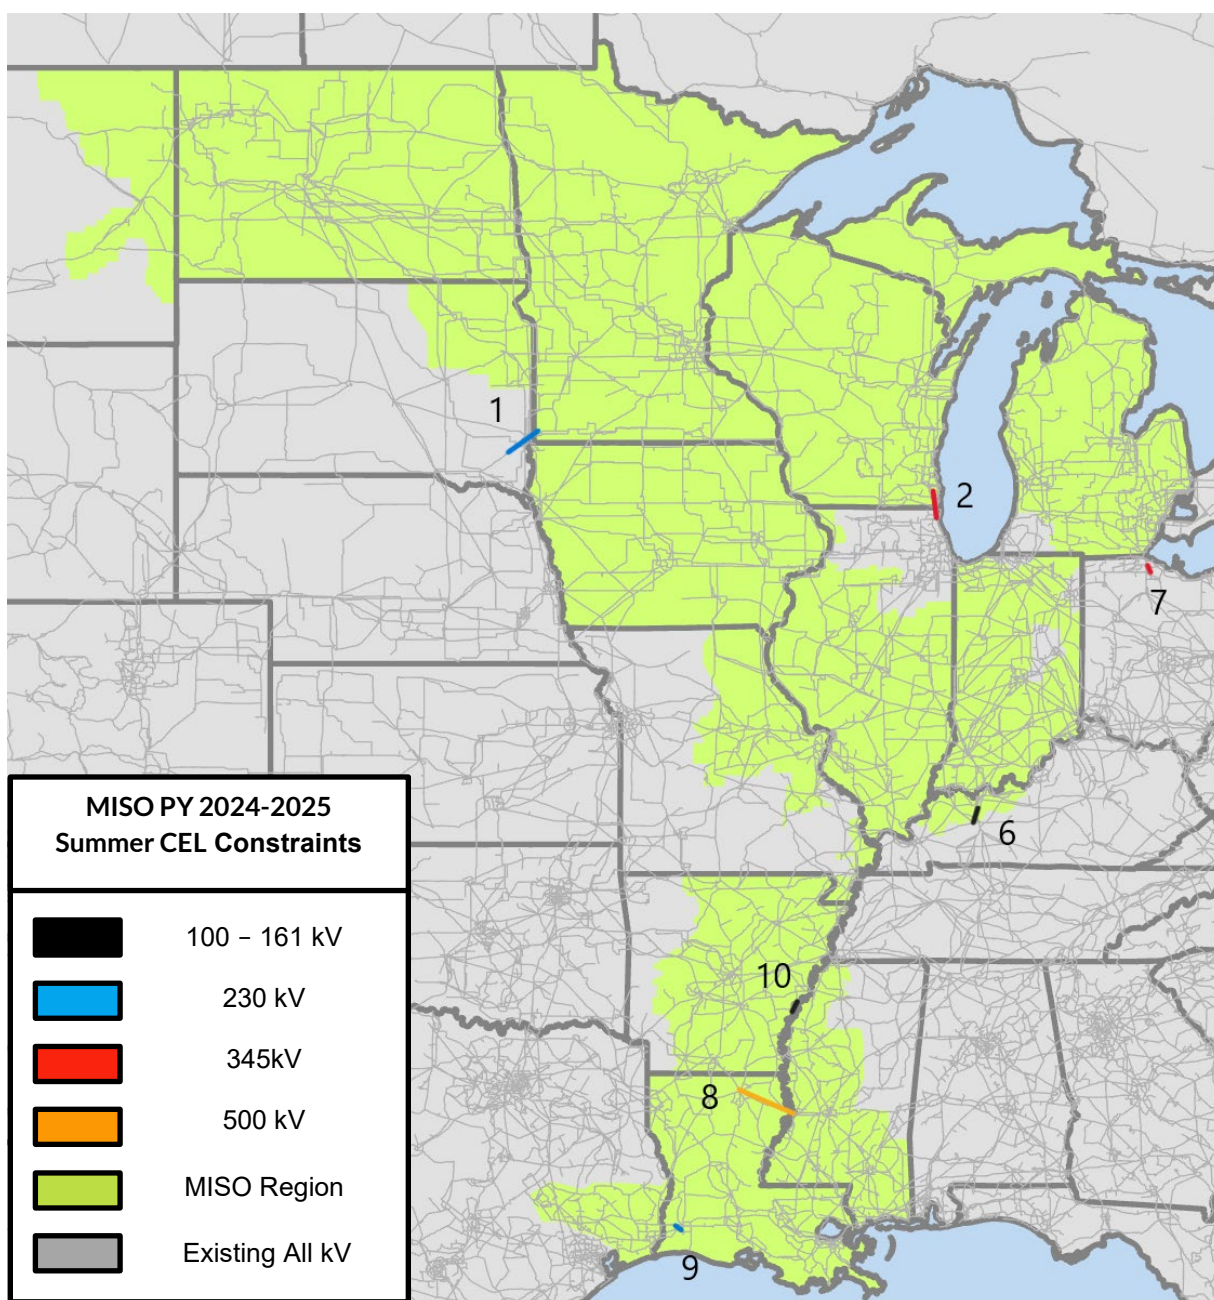 1
2
7
6
10
8
9
MISO PY 2024-2025
Summer CEL Constraints
100 – 161 kV
230 kV
345kV
500 kV
MISO Region
Existing All kV